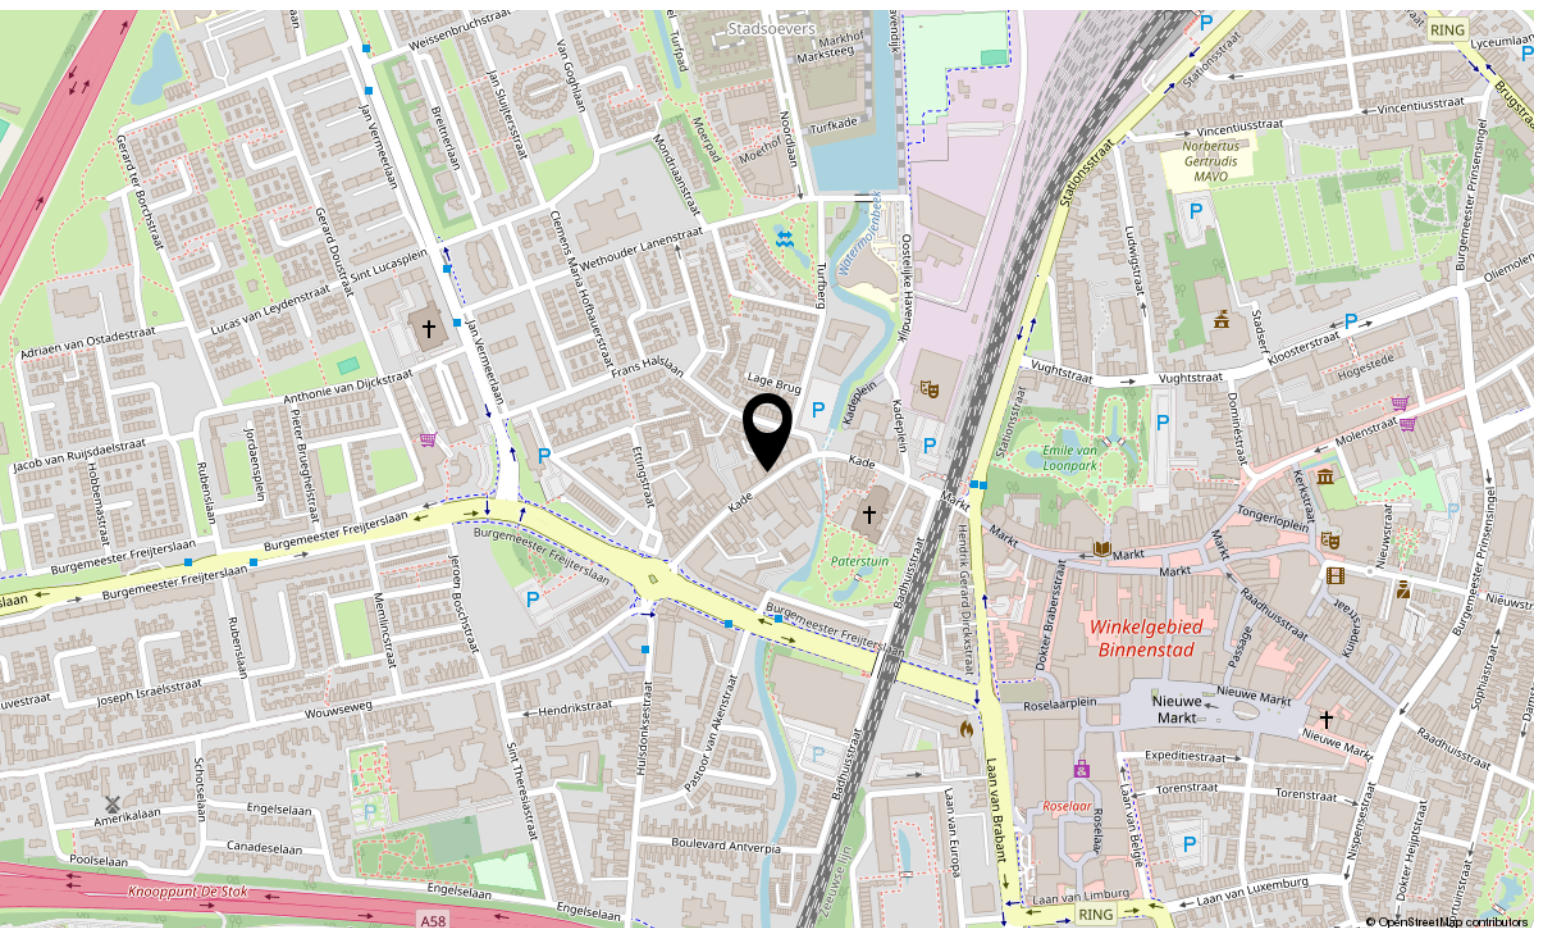 Weissenbruchstraat
Stadsoevers
Markhof
Marksteeg
Turfpad
Van Goghlaan
RING
Lyceumlaan
Stationsstraat
Brugstraat
Jan Sluijtersstraat
Breitnerlaan
Jan Vermeerlaan
Noordlaan
Turfkade
Moerpad
Moethof
Mondriaanstraat
Vincentiusstraat
Vincentiusstraat
Norbertus
Gertrudis
MAVO
Stationsstraat
Burgemeester Prinsensingel
Gerard ter Borchstraat
Gerard Doustraat
Sint Lucasplein
Clemens Maria Hofbauerstraat
Wethouder Lanenstraat
Watermolenbeek
Oostelijke Havendijk
Turfberg
Ludwigstraat
Stadserf
Kloosterstraat
Lucas van Leydenstraat
Adriaen van Ostadestraat
Jan Vermeerlaan
Frans Halslaan
Lage Brug
Kadeplein
Kadeplein
Vughtstraat
Vughtstraat
Hogestede
Molenstraat
Dominéstraat
Stationsstraat
Emile van
Loonpark
Anthonie van Dijckstraat
Pieter Brueghelstraat
Jordaensplein
Jacob van Ruijsdaelstraat
Hobbemastraat
Rubenslaan
Ettingstraat
Kade
Kade
Markt
Kerkstraat
Tongerloplein
Nieuwstraat
Burgemeester Prinsensingel
Burgemeester Freijterslaan
Burgemeester Freijterslaan
Burgemeester Freijterslaan
Burgemeester Freijterslaan
Paterstuin
Badhuisstraat
Hendrik Gerard Dirckxstraat
Markt
Markt
Markt
Markt
Dokter Brabersstraat
Raadhuisstraat
Passage
Winkelgebied
Binnenstad
Jeroen Boschstraat
Memlincstraat
Rubenslaan
Burgemeester Freijterslaan
Joseph Israelsstraat
Wouwseweg
Hendrikstraat
Huisdonksestraat
Pastoor van Akenstraat
Roselaarplein
Nieuwe
Markt
Nieuwe Markt
Nieuwe Markt
Raadhuisstraat
Sophiastraat
Expeditiestraat
Torenstraat
Torenstraat
Badhuisstraat
Sint Theresiastraat
Schotselaan
Engelselaan
Amerikalaan
Canadeselaan
Poolselaan
Engelselaan
Engelselaan
Knooppunt De Stok
A58
Boulevard Antverpia
Zeeuwse lijn
Laan van Europa
Laan van Brabant
Roselaar
Roselaar
Laan van België
Laan van Limburg
Laan van Luxemburg
Nispensestraat
Dokter Heijptstraat
RING
© OpenStreetMap contributors